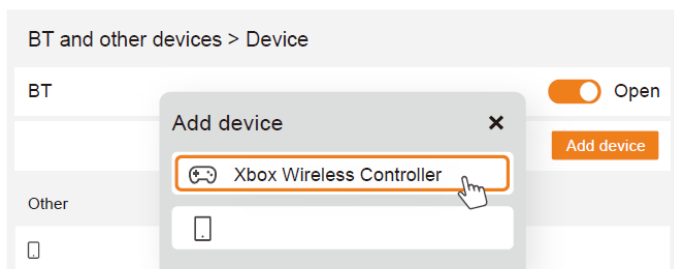 BT and other devices > Device
BT
Open
Add device
Add device
Xbox Wireless Controller
Other